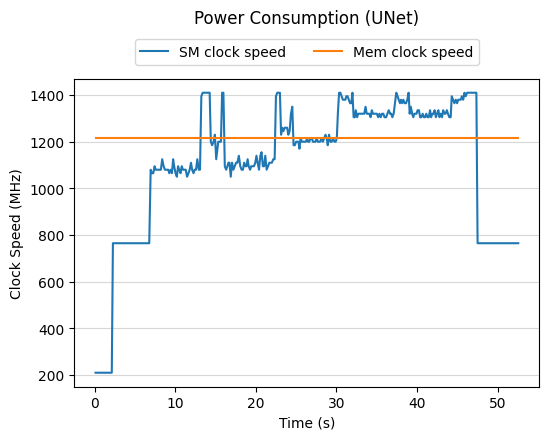 Power Consumption (UNet)
SM clock speed Mem clock speed
Clock Speed (MHz)
1400
1200
1000
800
600
400
200
0 10 20 30 40 50
Time (s)